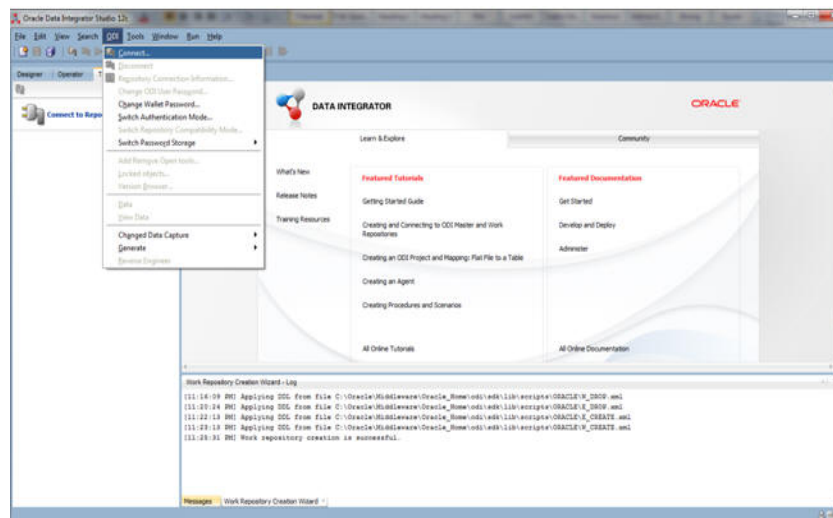 Oracle Data Integrator Studio 12c
File Edit View Search ODI Tools Window Run Help
Connect...
Disconnect
Repository Connection Information...
Change ODI User Password...
Change Wallet Password...
Switch Authentication Mode...
Switch Repository Compatibility Mode...
Switch Password Storage
Add Remove Open tools...
Locked objects...
Version Browser...
Data
View Data
Changed Data Capture
Generate
Reverse Engineer
Designer Operator
Connect to Repo
DATA INTEGRATOR
ORACLE
Learn & Explore
Community
What's New
Release Notes
Training Resources
Featured Tutorials
Getting Started Guide
Creating and Connecting to ODI Master and Work
Repositories
Creating an ODI Project and Mapping: Flat File to a Table
Creating an Agent
Creating Procedures and Scenarios
All Online Tutorials
Featured Documentation
Get Started
Develop and Deploy
Administer
All Online Documentation
Work Repository Creation Wizard - Log
[11:16:09 PM] Applying DDL from file C:\Oracle\Middleware\Oracle_Home\odi\sdk\lib\scripts\ORACLE\W_DROP.xml
[11:20:24 PM] Applying DDL from file C:\Oracle\Middleware\Oracle_Home\odi\sdk\lib\scripts\ORACLE\E_DROP.xml
[11:22:13 PM] Applying DDL from file C:\Oracle\Middleware\Oracle_Home\odi\sdk\lib\scripts\ORACLE\E_CREATE.xml
[11:23:13 PM] Applying DDL from file C:\Oracle\Middleware\Oracle_Home\odi\sdk\lib\scripts\ORACLE\W_CREATE.xml
[11:25:31 PM] Work repository creation is successful.
Messages Work Repository Creation Wizard